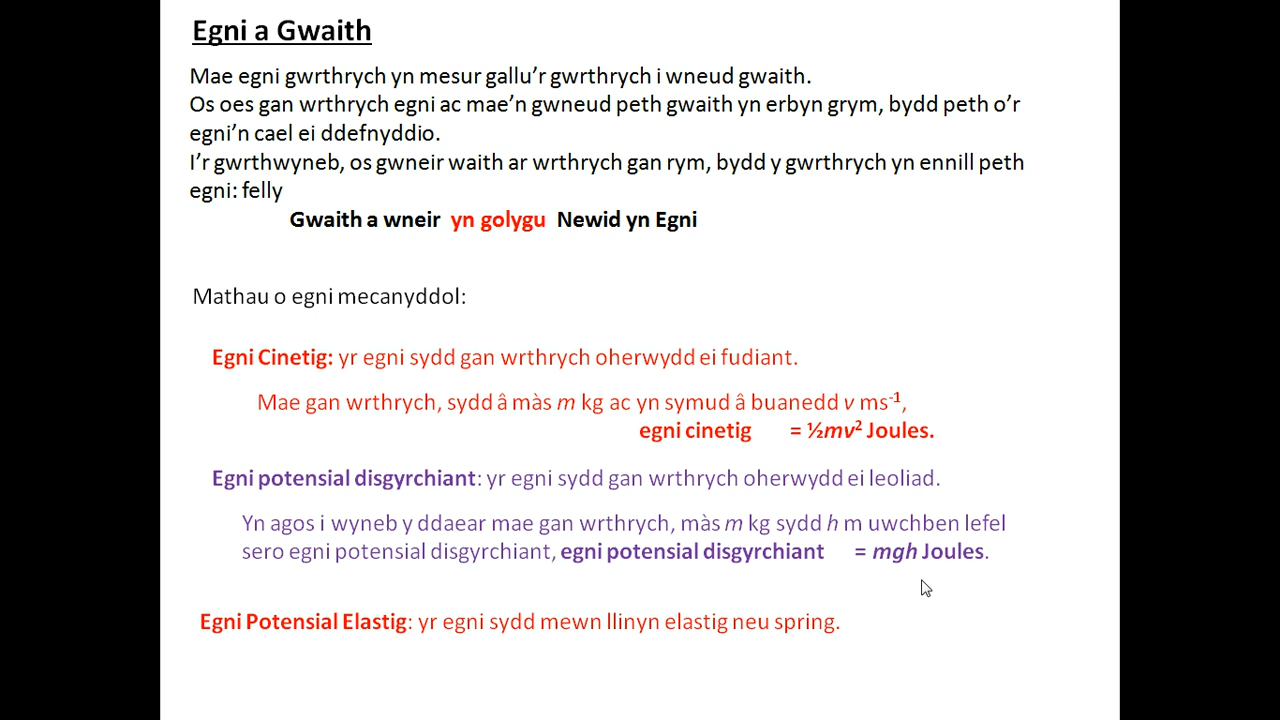 Egni a Gwaith
Mae egni gwrthrych yn mesur gallu’r gwrthrych i wneud gwaith.
Os oes gan wrthrych egni ac mae’n gwneud peth gwaith yn erbyn grym, bydd peth o’r
egni’n cael ei ddefnyddio.
I’r gwrthwyneb, os gwneir waith ar wrthrych gan rym, bydd y gwrthrych yn ennill peth
egni: felly
Gwaith a wneir yn golygu Newid yn Egni
Mathau o egni mecanyddol:
Egni Cinetig: yr egni sydd gan wrthrych oherwydd ei fudiant.
Mae gan wrthrych, sydd â màs m kg ac yn symud â buanedd v ms⁻¹,
egni cinetig = ½mv² Joules.
Egni potensial disgyrchiant: yr egni sydd gan wrthrych oherwydd ei leoliad.
Yn agos i wyneb y ddaear mae gan wrthrych, màs m kg sydd h m uwchben lefel
sero egni potensial disgyrchiant, egni potensial disgyrchiant = mgh Joules.
Egni Potensial Elastig: yr egni sydd mewn llinyn elastig neu spring.